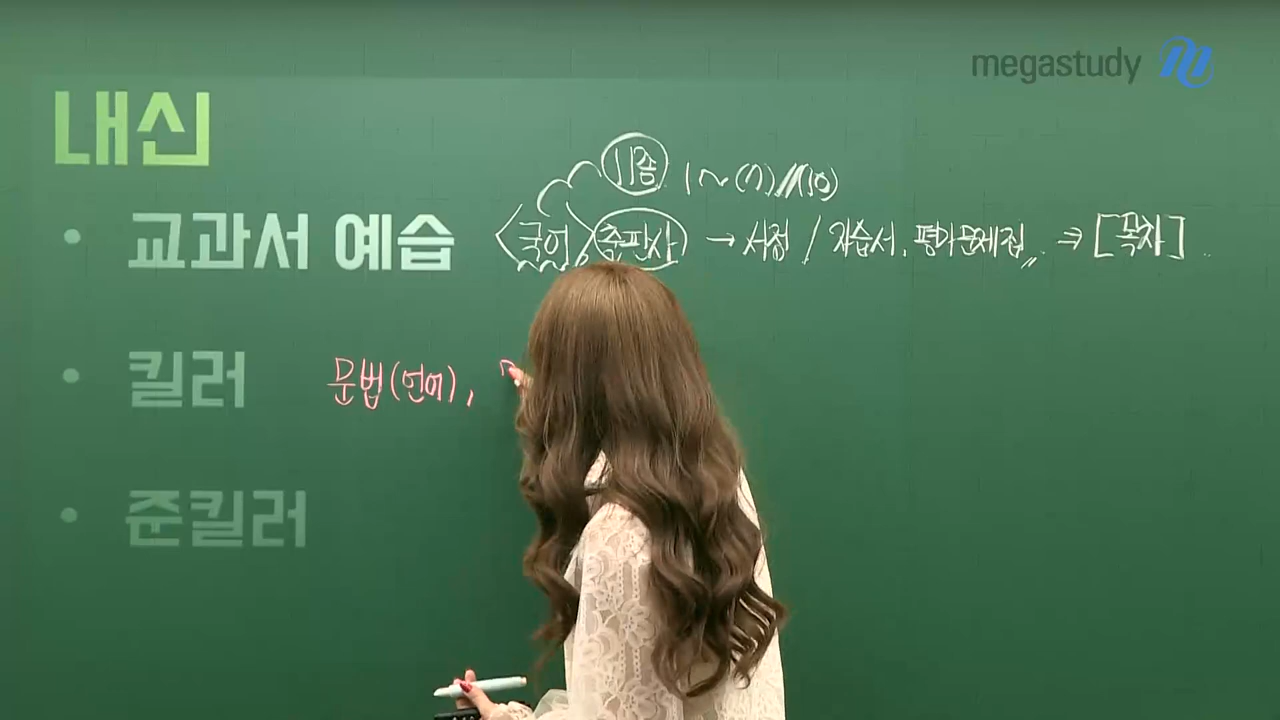 megastudy
내신
11종 1~(9)//(10)
• 교과서 예습 <국어> 출판사 → 서점 / 자습서, 평가문제집 〃 ⇒ [목차] ..
• 킬러 문법(언어),
• 준킬러